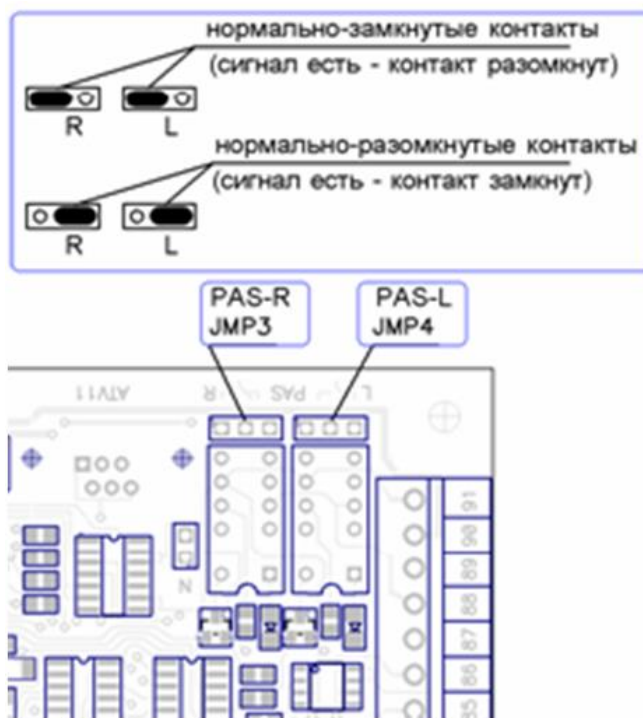 нормально-замкнутые контакты
(сигнал есть - контакт разомкнут)
R L
нормально-разомкнутые контакты
(сигнал есть - контакт замкнут)
R L
PAS-R
JMP3
PAS-L
JMP4
ATV11
R PAS L
N
91
90
89
88
87
86
85